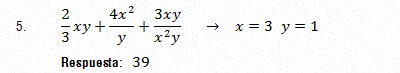 5. 2/3 xy + 4x²/y + 3xy/x²y → x = 3 y = 1
Respuesta: 39